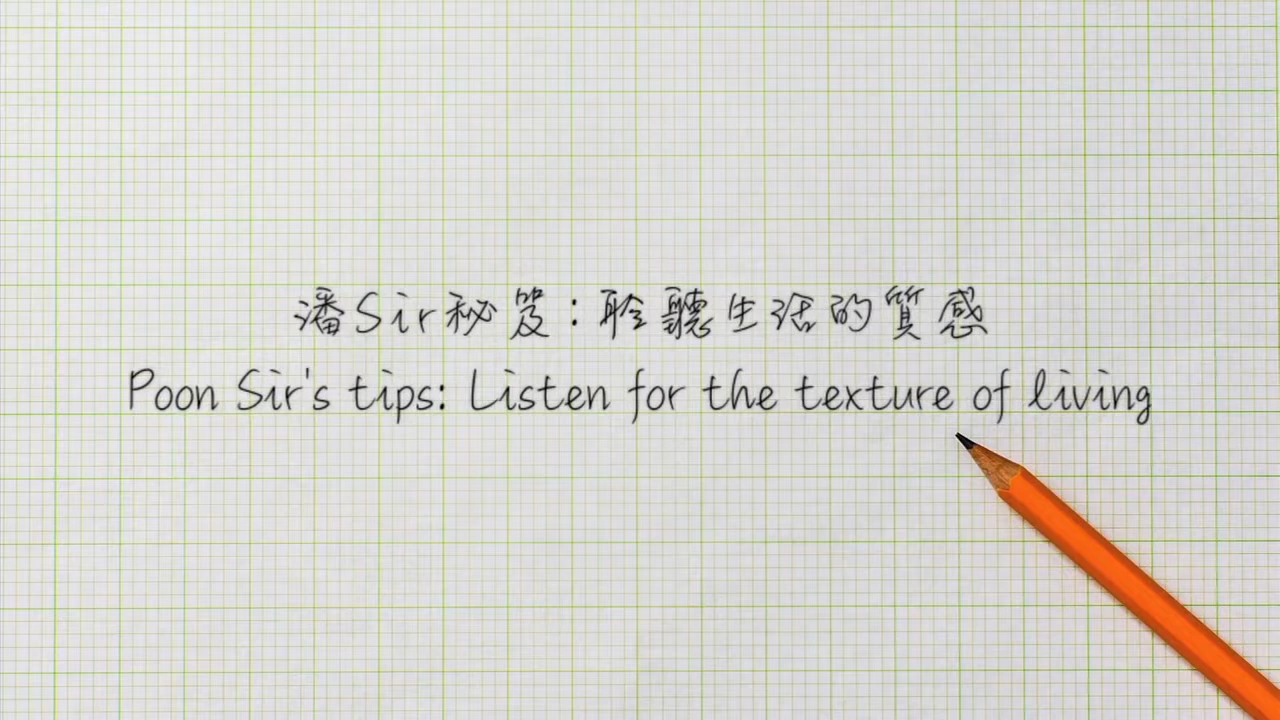 潘Sir秘笈：聆聽生活的質感
Poon Sir's tips: Listen for the texture of living